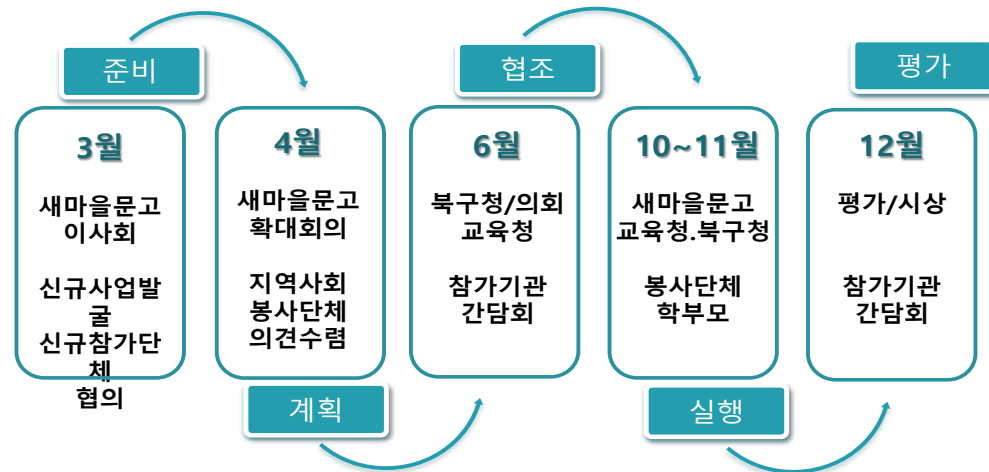 준비
3월
새마을문고
이사회
신규사업발
굴
신규참가단
체
협의
4월
새마을문고
확대회의
지역사회
봉사단체
의견수렴
계획
협조
6월
북구청/의회
교육청
참가기관
간담회
10~11월
새마을문고
교육청.북구청
봉사단체
학부모
실행
평가
12월
평가/시상
참가기관
간담회